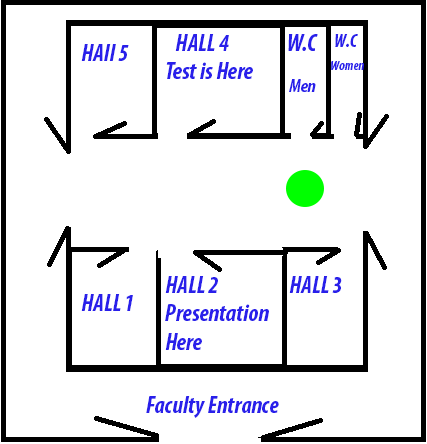 HAll 5
HALL 4
Test is Here
W.C
Men
W.C
Women
HALL 1
HALL 2
Presentation
Here
HALL 3
Faculty Entrance